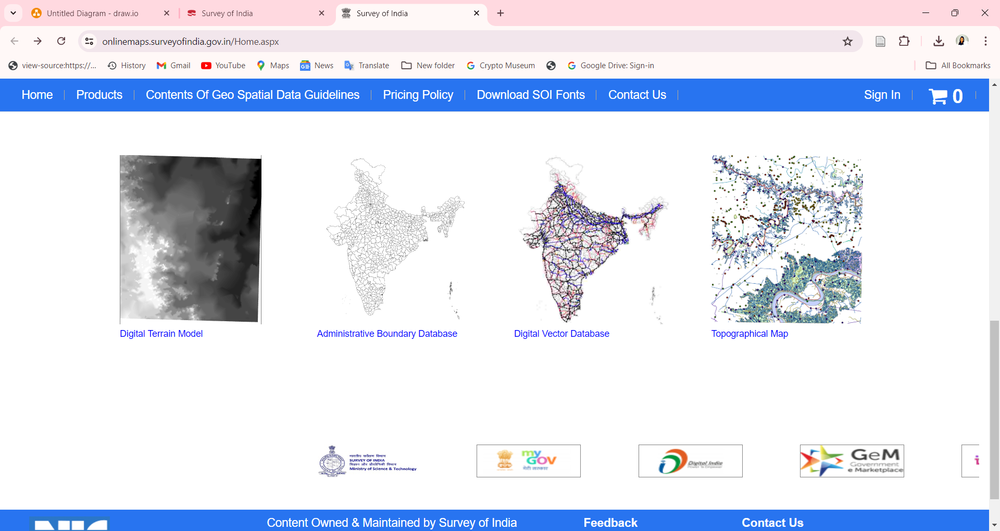 Untitled Diagram - draw.io
Survey of India
Survey of India
onlinemaps.surveyofindia.gov.in/Home.aspx
view-source:https://... History Gmail YouTube Maps News Translate New folder Crypto Museum Google Drive: Sign-in All Bookmarks
Home Products Contents Of Geo Spatial Data Guidelines Pricing Policy Download SOI Fonts Contact Us Sign In 0
Digital Terrain Model
Administrative Boundary Database
Digital Vector Database
Topographical Map
भारतीय सर्वेक्षण विभाग
SURVEY OF INDIA
विज्ञान और प्रौद्योगिकी विभाग
Ministry of Science & Technology
my
GOV
मेरी सरकार
Digital India
Power To Empower
GeM
Government
e Marketplace
Content Owned & Maintained by Survey of India
Feedback
Contact Us